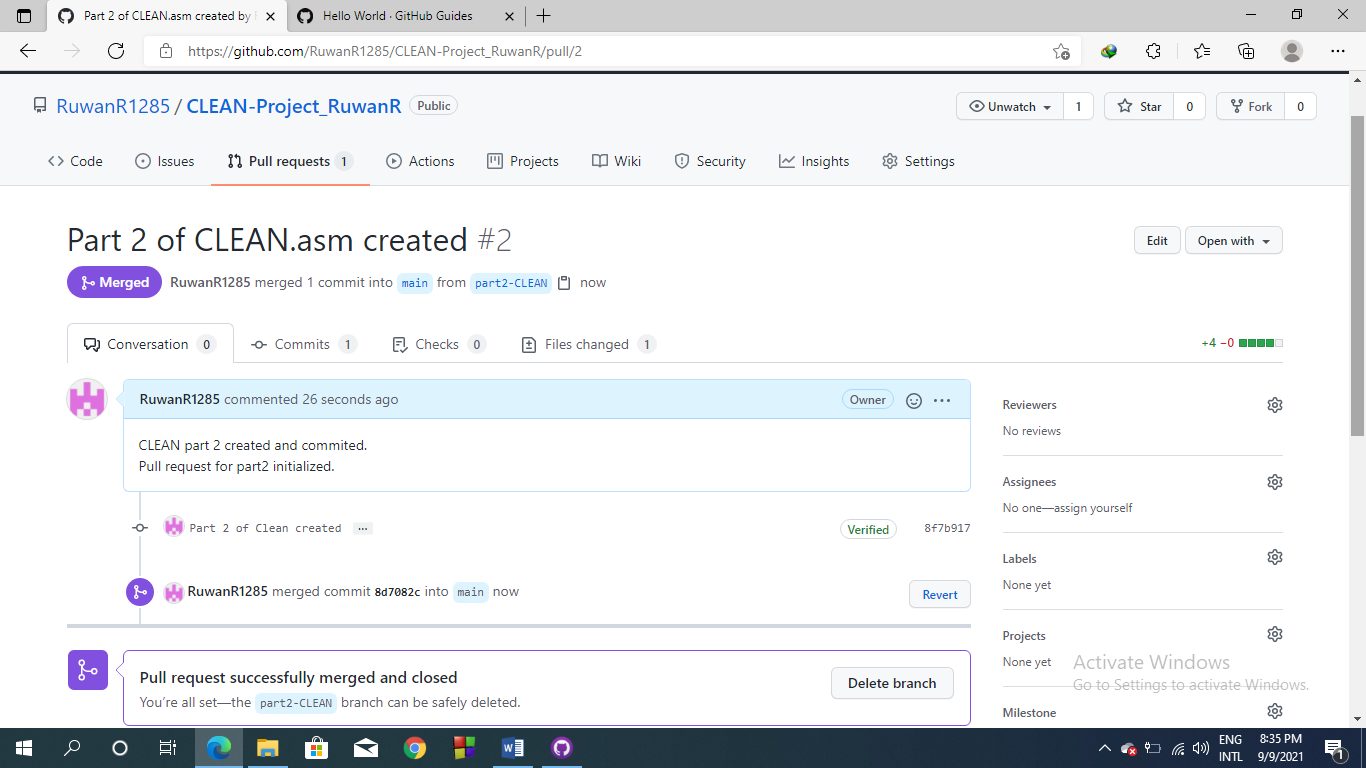 Part 2 of CLEAN.asm created by
Hello World · GitHub Guides
https://github.com/RuwanR1285/CLEAN-Project_RuwanR/pull/2
RuwanR1285 / CLEAN-Project_RuwanR Public
Unwatch 1 Star 0 Fork 0
Code Issues Pull requests 1 Actions Projects Wiki Security Insights Settings
Part 2 of CLEAN.asm created #2
Edit Open with
Merged RuwanR1285 merged 1 commit into main from part2-CLEAN now
Conversation 0 Commits 1 Checks 0 Files changed 1
+4 −0
RuwanR1285 commented 26 seconds ago Owner
CLEAN part 2 created and commited.
Pull request for part2 initialized.
Part 2 of Clean created … Verified 8f7b917
RuwanR1285 merged commit 8d7082c into main now Revert
Pull request successfully merged and closed
You're all set—the part2-CLEAN branch can be safely deleted.
Delete branch
Reviewers
No reviews
Assignees
No one—assign yourself
Labels
None yet
Projects
None yet
Milestone
Activate Windows
Go to Settings to activate Windows.
ENG
INTL
8:35 PM
9/9/2021
1